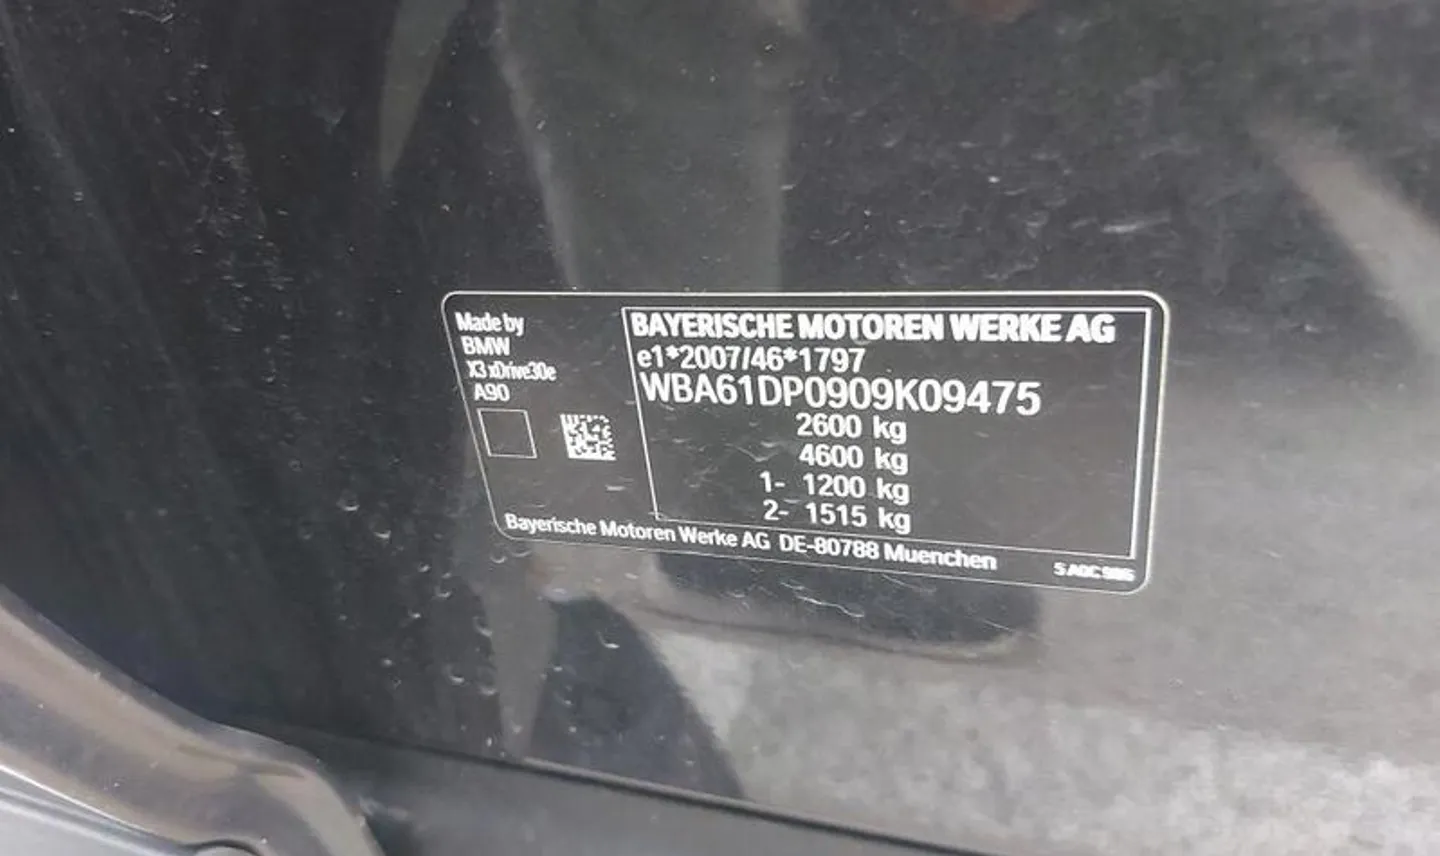 Made by
BMW
X3 xDrive30e
A90
BAYERISCHE MOTOREN WERKE AG
e1*2007/46*1797
WBA61DP0909K09475
2600 kg
4600 kg
1- 1200 kg
2- 1515 kg
Bayerische Motoren Werke AG DE-80788 Muenchen